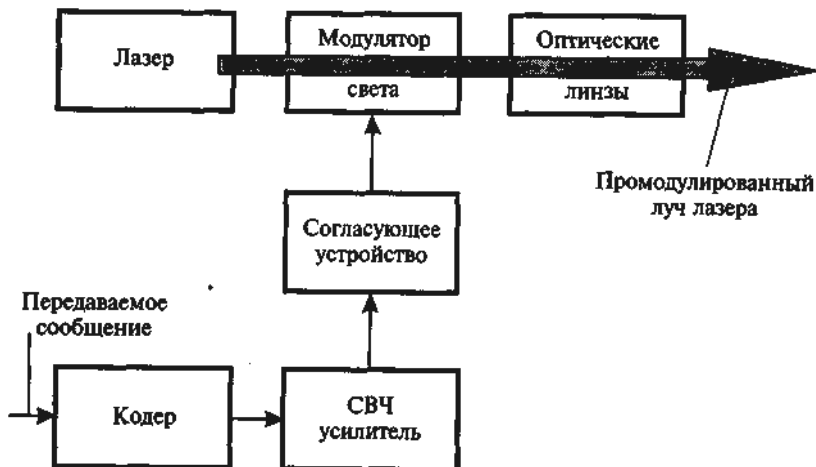 Лазер
Модулятор
света
Оптические
линзы
Промодулированный
луч лазера
Согласующее
устройство
Передаваемое
сообщение
Кодер
СВЧ
усилитель